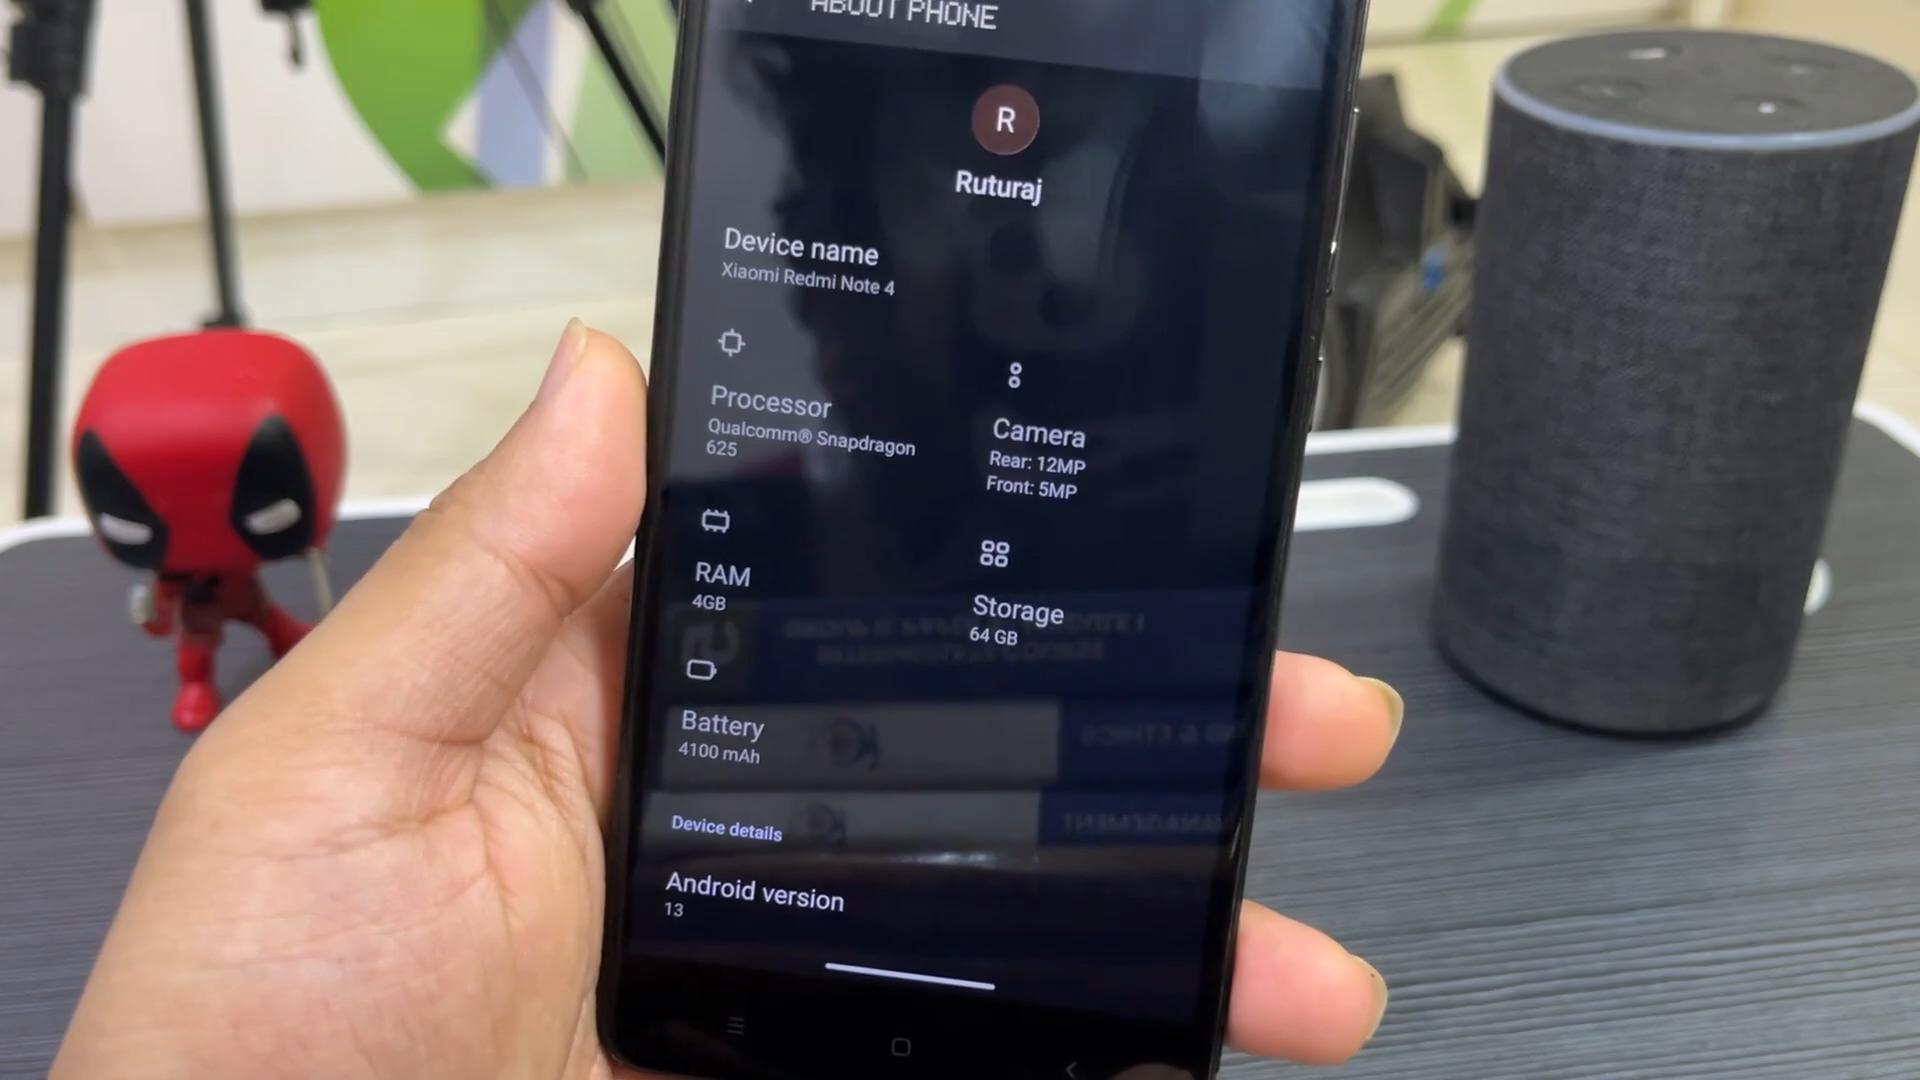 ABOUT PHONE
R
Ruturaj
Device name
Xiaomi Redmi Note 4
Processor
Qualcomm® Snapdragon
625
Camera
Rear: 12MP
Front: 5MP
RAM
4GB
Storage
64 GB
Battery
4100 mAh
Device details
Android version
13